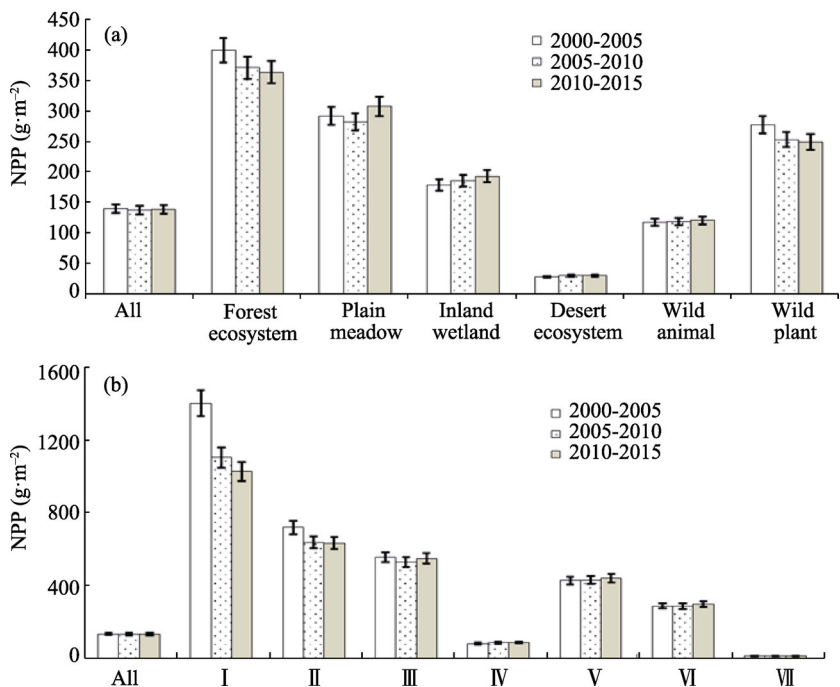 (a)
2000-2005
2005-2010
2010-2015
NPP (g·m⁻²)
450
400
350
300
250
200
150
100
50
0
All
Forest ecosystem
Plain meadow
Inland wetland
Desert ecosystem
Wild animal
Wild plant
(b)
2000-2005
2005-2010
2010-2015
NPP (g·m⁻²)
1600
1200
800
400
0
All Ⅰ Ⅱ Ⅲ Ⅳ Ⅴ Ⅵ Ⅶ